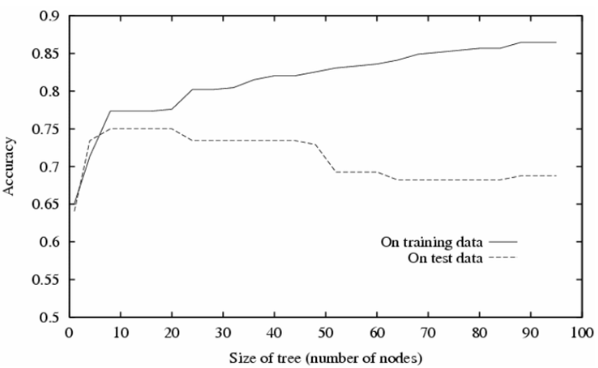 0.9
0.85
0.8
0.75
0.7
0.65
0.6
0.55
0.5
Accuracy
On training data
On test data
0 10 20 30 40 50 60 70 80 90 100
Size of tree (number of nodes)